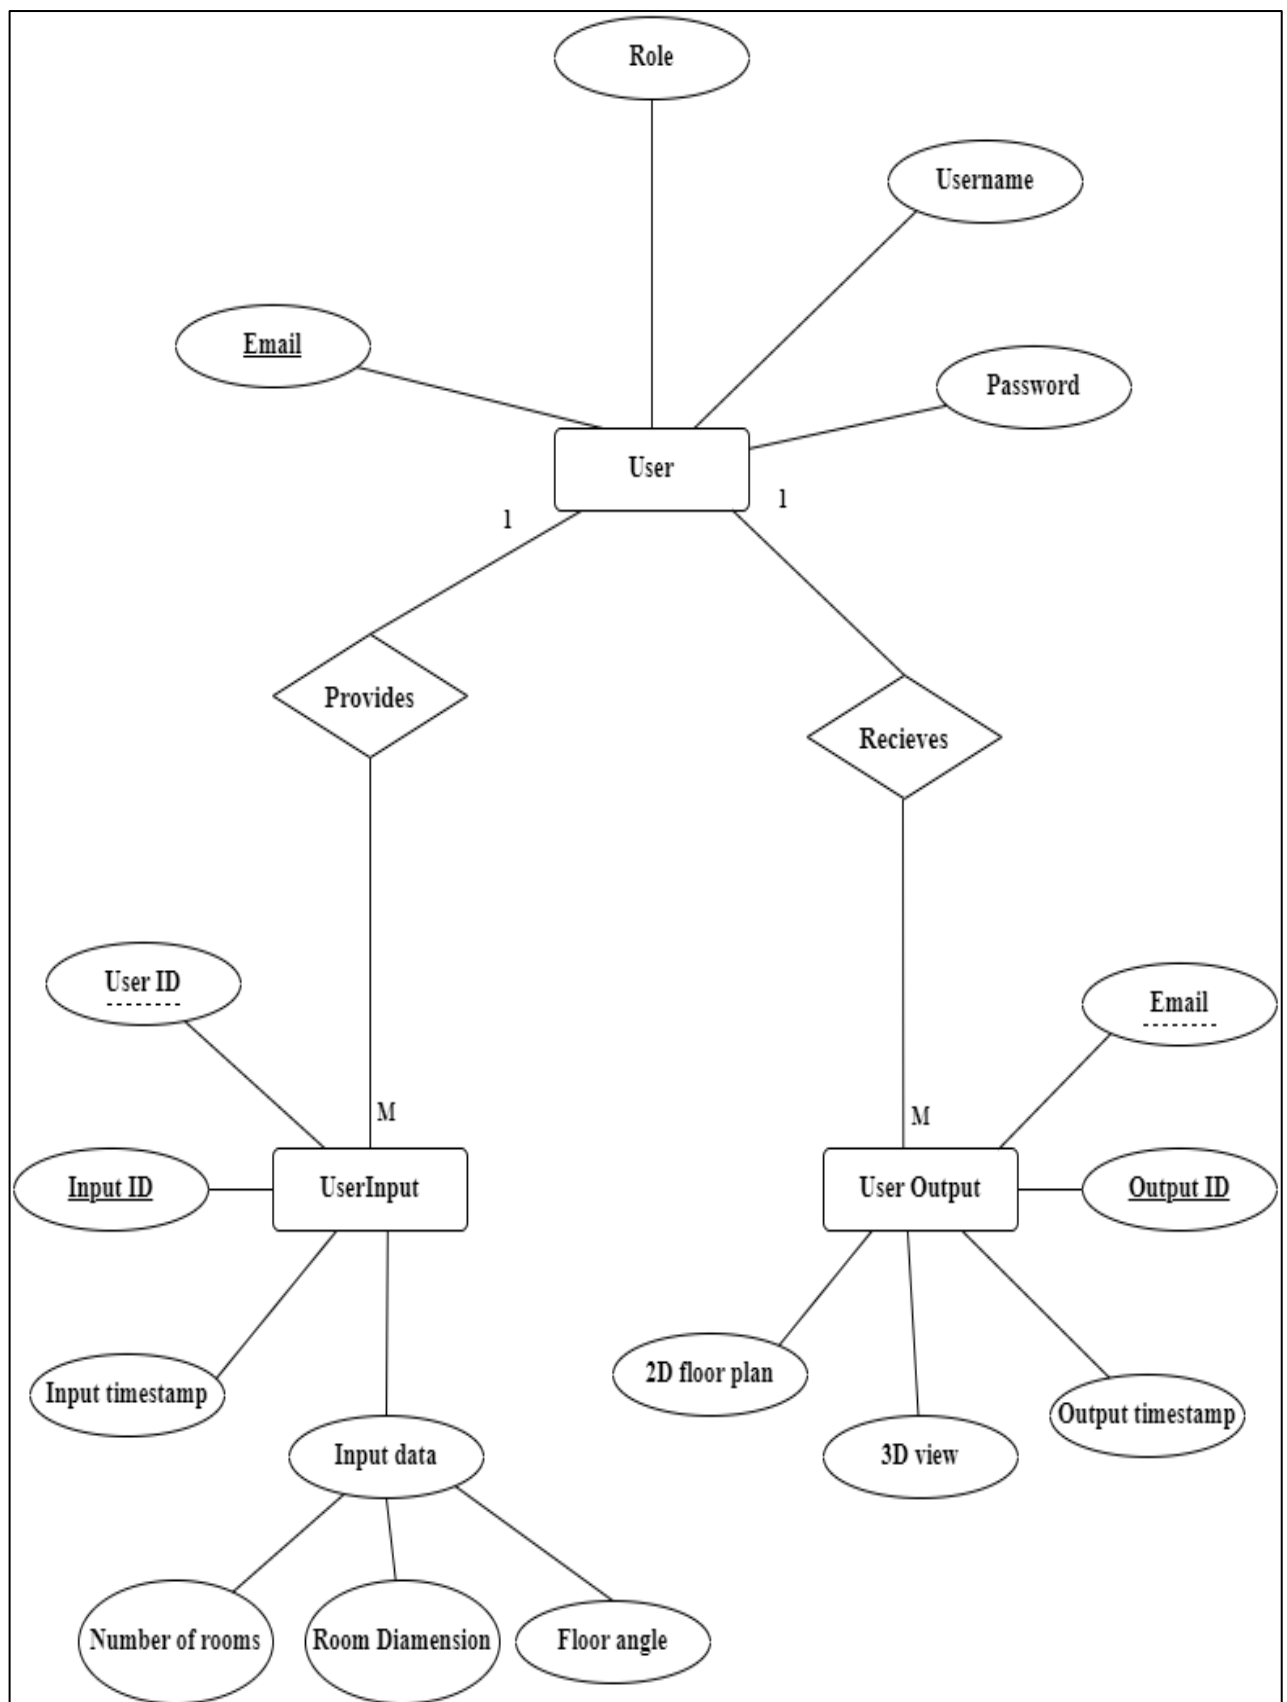 Role
Username
Email
Password
User
1
1
Provides
Recieves
User ID
Email
M
M
Input ID
UserInput
User Output
Output ID
2D floor plan
Input timestamp
Output timestamp
Input data
3D view
Number of rooms
Room Diamension
Floor angle